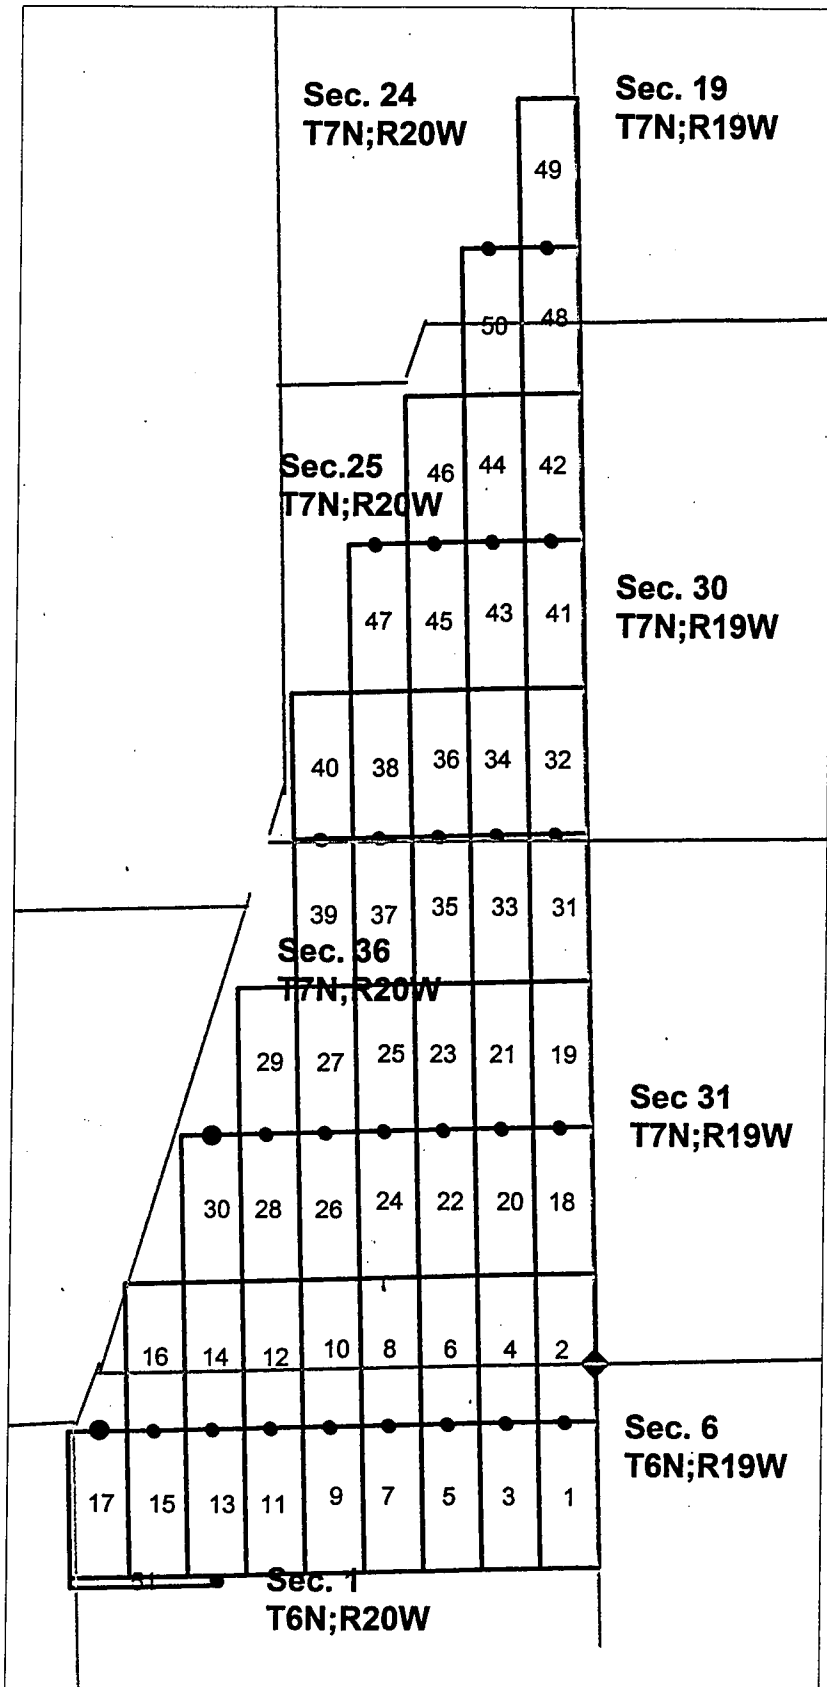 Sec. 24
T7N;R20W
Sec. 19
T7N;R19W
49
50 48
Sec.25
T7N;R20W
46 44 42
Sec. 30
T7N;R19W
47 45 43 41
40 38 36 34 32
39 37 35 33 31
Sec. 36
T7N;R20W
29 27 25 23 21 19
Sec 31
T7N;R19W
30 28 26 24 22 20 18
16 14 12 10 8 6 4 2
Sec. 6
T6N;R19W
17 15 13 11 9 7 5 3 1
51
Sec. 1
T6N;R20W